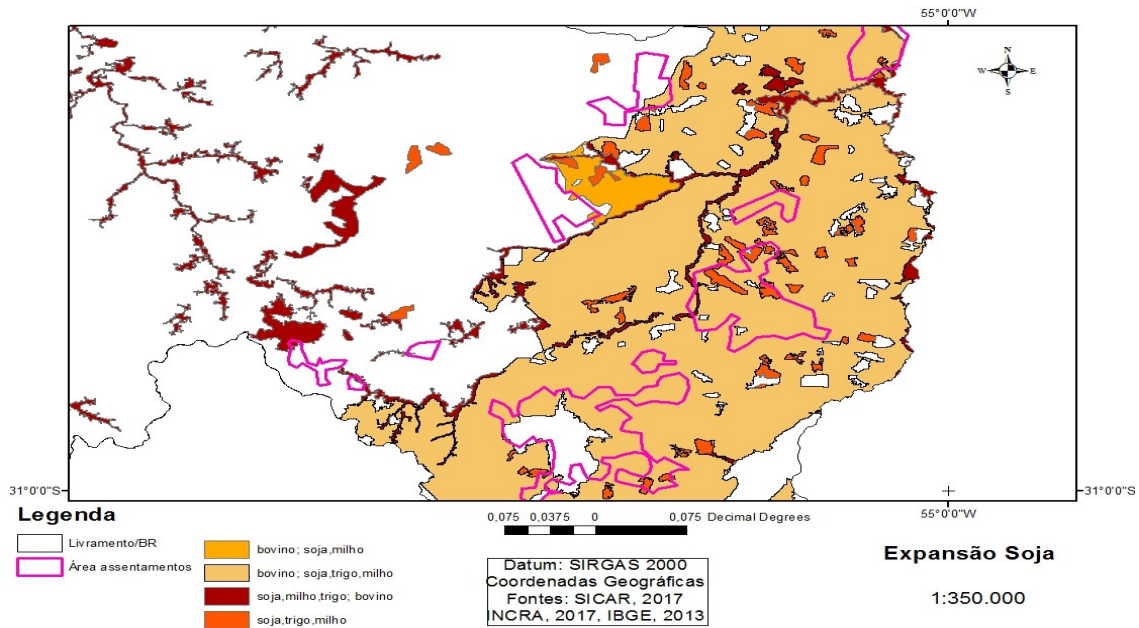 55°0'0"W
N
W E
S
31°0'0"S
31°0'0"S
55°0'0"W
Legenda
Livramento/BR
Área assentamentos
bovino; soja,milho
bovino; soja,trigo,milho
soja,milho,trigo; bovino
soja,trigo,milho
0,075 0,0375 0 0,075 Decimal Degrees
Datum: SIRGAS 2000
Coordenadas Geográficas
Fontes: SICAR, 2017
INCRA, 2017, IBGE, 2013
Expansão Soja
1:350.000